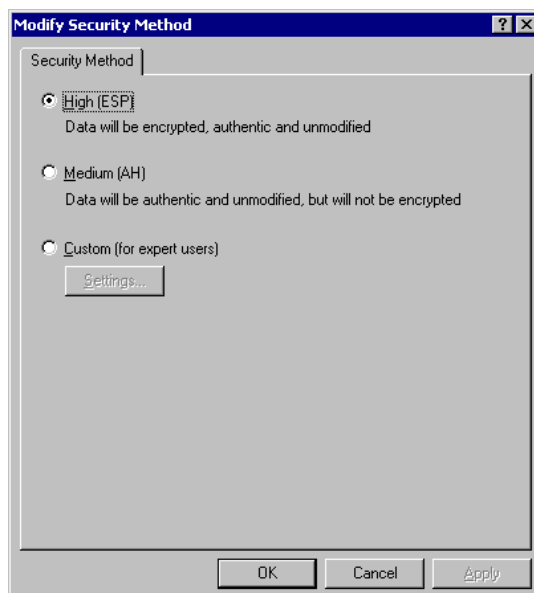 Modify Security Method
Security Method
High (ESP)
Data will be encrypted, authentic and unmodified
Medium (AH)
Data will be authentic and unmodified, but will not be encrypted
Custom (for expert users)
Settings...
OK Cancel Apply